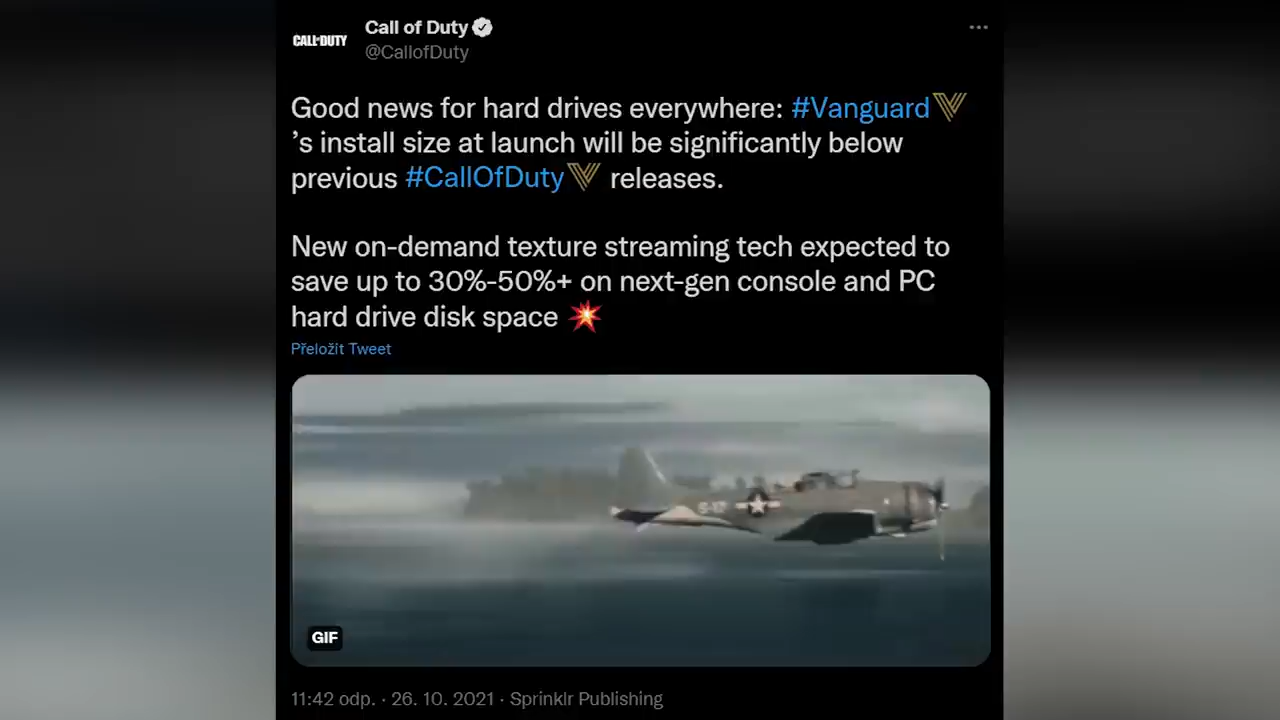 CALL OF DUTY
Call of Duty
@CallofDuty
Good news for hard drives everywhere: #Vanguard
's install size at launch will be significantly below
previous #CallOfDuty releases.
New on-demand texture streaming tech expected to
save up to 30%-50%+ on next-gen console and PC
hard drive disk space 💥
Přeložit Tweet
GIF
11:42 odp. · 26. 10. 2021 · Sprinklr Publishing